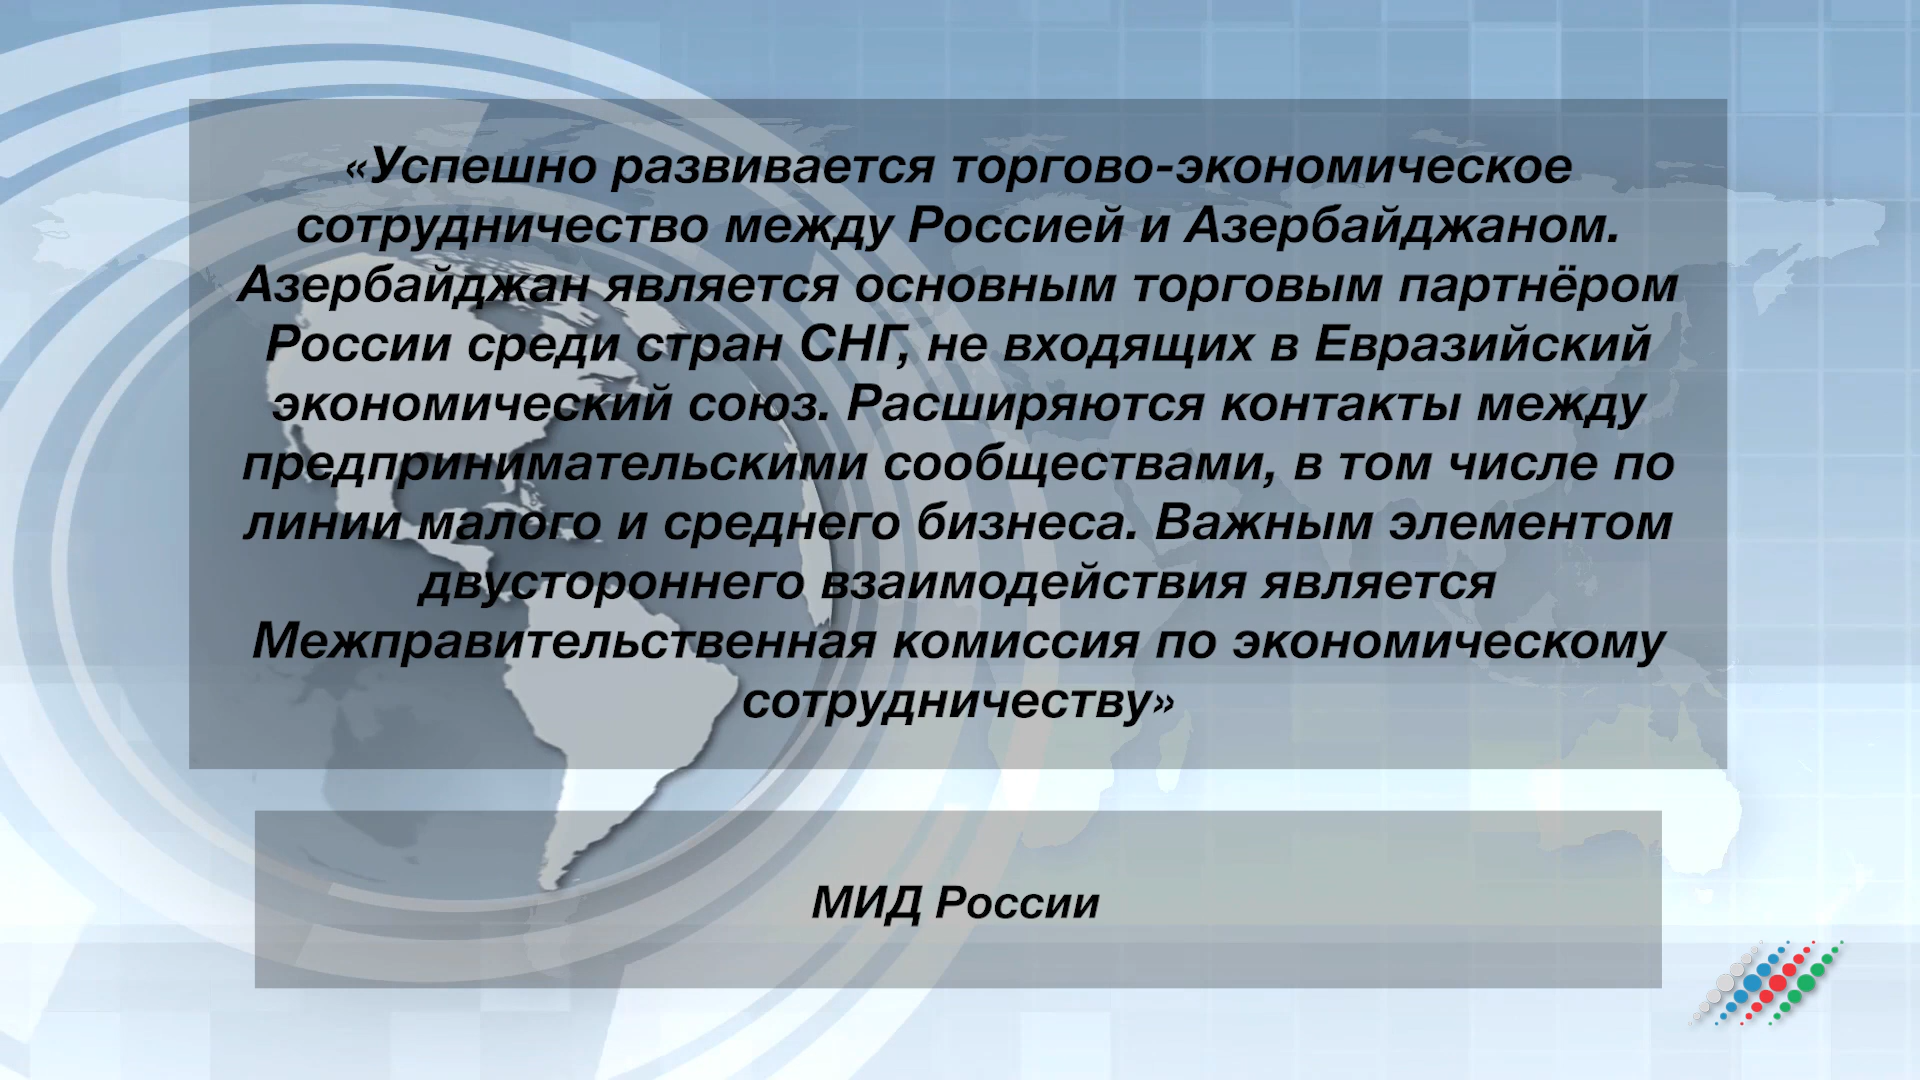 «Успешно развивается торгово-экономическое
сотрудничество между Россией и Азербайджаном.
Азербайджан является основным торговым партнёром
России среди стран СНГ, не входящих в Евразийский
экономический союз. Расширяются контакты между
предпринимательскими сообществами, в том числе по
линии малого и среднего бизнеса. Важным элементом
двустороннего взаимодействия является
Межправительственная комиссия по экономическому
сотрудничеству»
МИД России